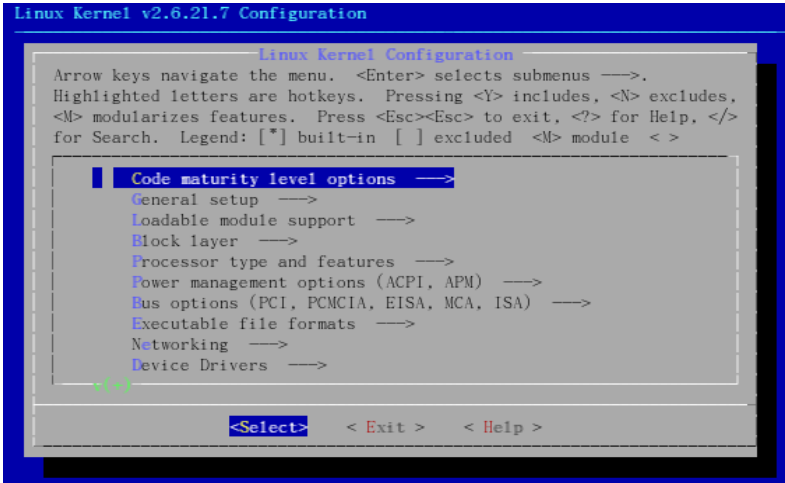 Linux Kernel v2.6.21.7 Configuration
Linux Kernel Configuration
Arrow keys navigate the menu.  <Enter> selects submenus --->.
Highlighted letters are hotkeys.  Pressing <Y> includes, <N> excludes,
<M> modularizes features.  Press <Esc><Esc> to exit, <?> for Help, </>
for Search.  Legend: [*] built-in  [ ] excluded  <M> module  < >
Code maturity level options  --->
General setup  --->
Loadable module support  --->
Block layer  --->
Processor type and features  --->
Power management options (ACPI, APM)  --->
Bus options (PCI, PCMCIA, EISA, MCA, ISA)  --->
Executable file formats  --->
Networking  --->
Device Drivers  --->
(+)
<Select>    < Exit >    < Help >